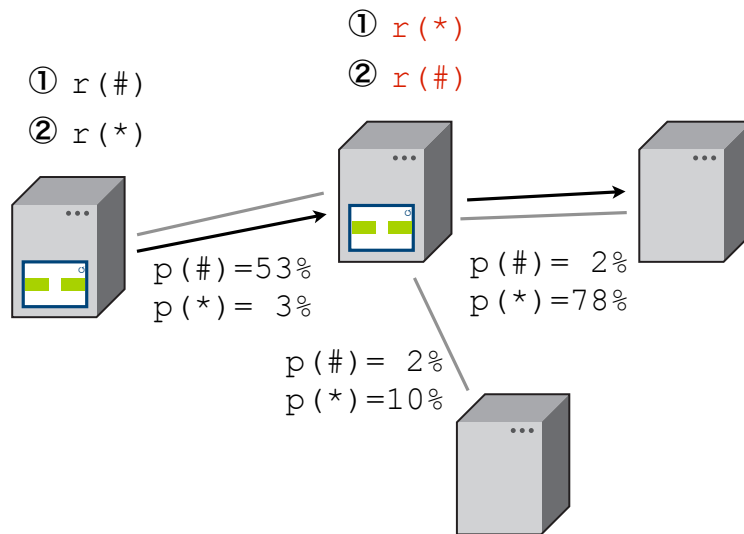 ① r(*)
② r(#)
① r(#)
② r(*)
p(#)=53%
p(*)= 3%
p(#)= 2%
p(*)=78%
p(#)= 2%
p(*)=10%